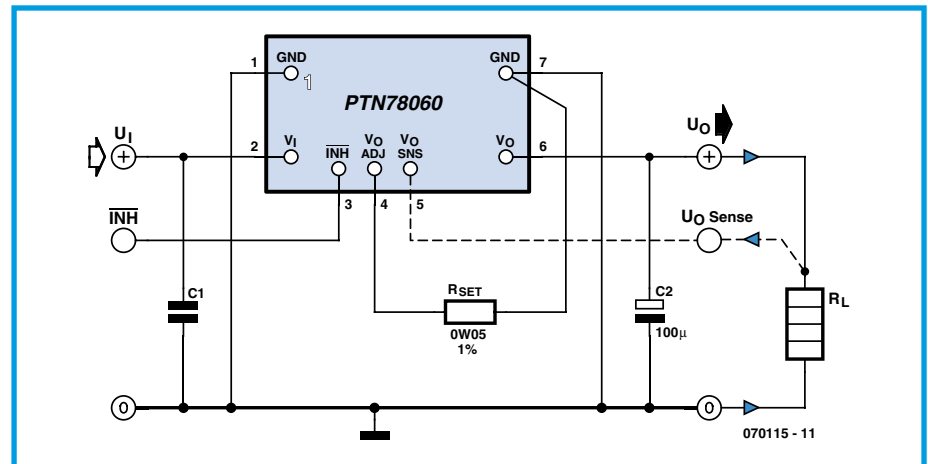 1
GND
1
PTN78060
GND
7
UI
2
VI
INH
VO
ADJ
VO
SNS
VO
6
UO
+
+
3
4
5
INH
UO Sense
C1
RSET
0W05
1%
C2
100µ
RL
0
0
070115 - 11